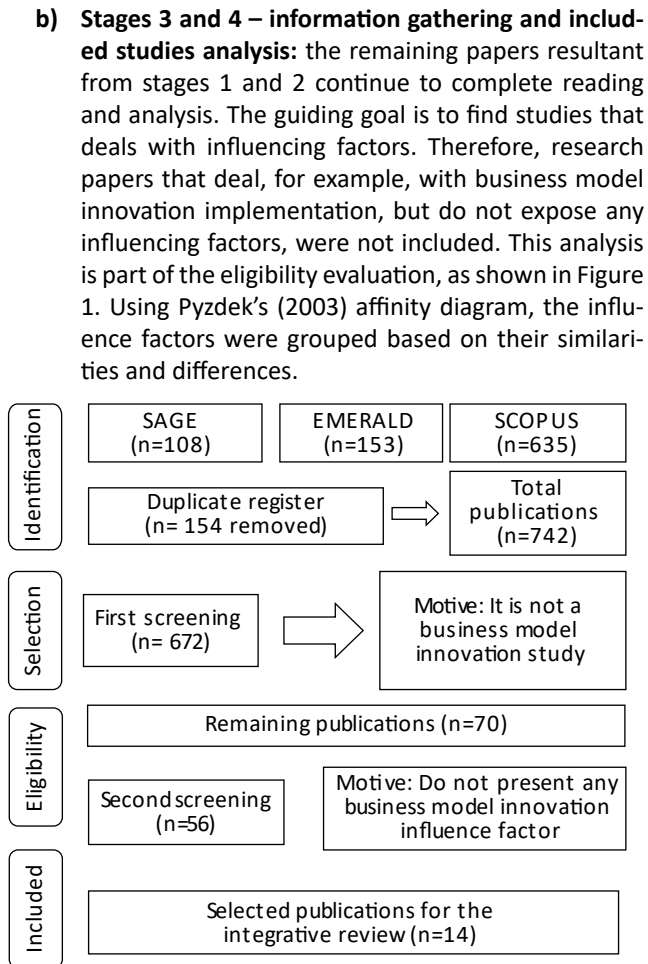 b) Stages 3 and 4 – information gathering and includ-
ed studies analysis: the remaining papers resultant
from stages 1 and 2 continue to complete reading
and analysis. The guiding goal is to find studies that
deals with influencing factors. Therefore, research
papers that deal, for example, with business model
innovation implementation, but do not expose any
influencing factors, were not included. This analysis
is part of the eligibility evaluation, as shown in Figure
1. Using Pyzdek's (2003) affinity diagram, the influ-
ence factors were grouped based on their similari-
ties and differences.
Identification
SAGE
(n=108)
EMERALD
(n=153)
SCOPUS
(n=635)
Duplicate register
(n= 154 removed)
Total
publications
(n=742)
Selection
First screening
(n= 672)
Motive: It is not a
business model
innovation study
Eligibility
Remaining publications (n=70)
Second screening
(n=56)
Motive: Do not present any
business model innovation
influence factor
Included
Selected publications for the
integrative review (n=14)